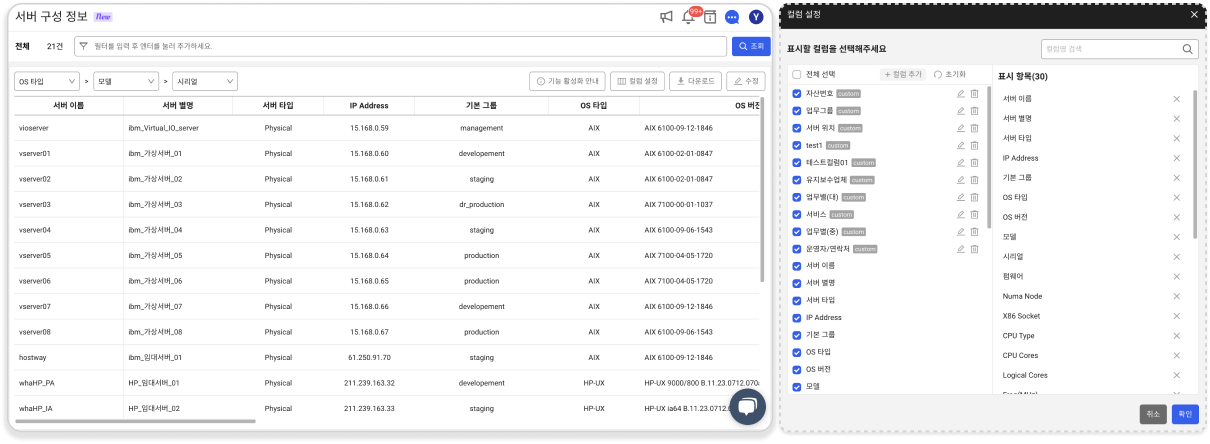 서버 구성 정보 New
99+
Y
전체 21건 필터를 입력 후 엔터를 눌러 추가하세요. 조회
OS 타입 > 모델 > 시리얼 기능 활성화 안내 컬럼 설정 다운로드 수정
서버 이름 서버 별명 서버 타입 IP Address 기본 그룹 OS 타입 OS 버전
vioserver ibm_Virtual_IO_server Physical 15.168.0.59 management AIX AIX 6100-09-12-1846
vserver01 ibm_가상서버_01 Physical 15.168.0.60 developement AIX AIX 6100-02-01-0847
vserver02 ibm_가상서버_02 Physical 15.168.0.61 staging AIX AIX 6100-02-01-0847
vserver03 ibm_가상서버_03 Physical 15.168.0.62 dr_production AIX AIX 7100-00-01-1037
vserver04 ibm_가상서버_04 Physical 15.168.0.63 staging AIX AIX 6100-09-06-1543
vserver05 ibm_가상서버_05 Physical 15.168.0.64 production AIX AIX 7100-04-05-1720
vserver06 ibm_가상서버_06 Physical 15.168.0.65 production AIX AIX 7100-04-05-1720
vserver07 ibm_가상서버_07 Physical 15.168.0.66 developement AIX AIX 6100-09-12-1846
vserver08 ibm_가상서버_08 Physical 15.168.0.67 production AIX AIX 6100-09-06-1543
hostway ibm_임대서버_01 Physical 61.250.91.70 staging AIX AIX 6100-09-12-1846
whaHP_PA HP_임대서버_01 Physical 211.239.163.32 developement HP-UX HP-UX 9000/800 B.11.23.0712.070
whaHP_IA HP_임대서버_02 Physical 211.239.163.33 staging HP-UX HP-UX ia64 B.11.23.0712.
컬럼 설정
표시할 컬럼을 선택해주세요 컬럼명 검색
전체 선택 + 컬럼 추가 초기화
자산번호 custom
업무그룹 custom
서버 위치 custom
test1 custom
테스트컬럼01 custom
유지보수업체 custom
업무별(대) custom
서비스 custom
업무별(중) custom
운영자/연락처 custom
서버 이름
서버 별명
서버 타입
IP Address
기본 그룹
OS 타입
OS 버전
모델
표시 항목(30)
서버 이름
서버 별명
서버 타입
IP Address
기본 그룹
OS 타입
OS 버전
모델
시리얼
펌웨어
Numa Node
X86 Socket
CPU Type
CPU Cores
Logical Cores
취소 확인